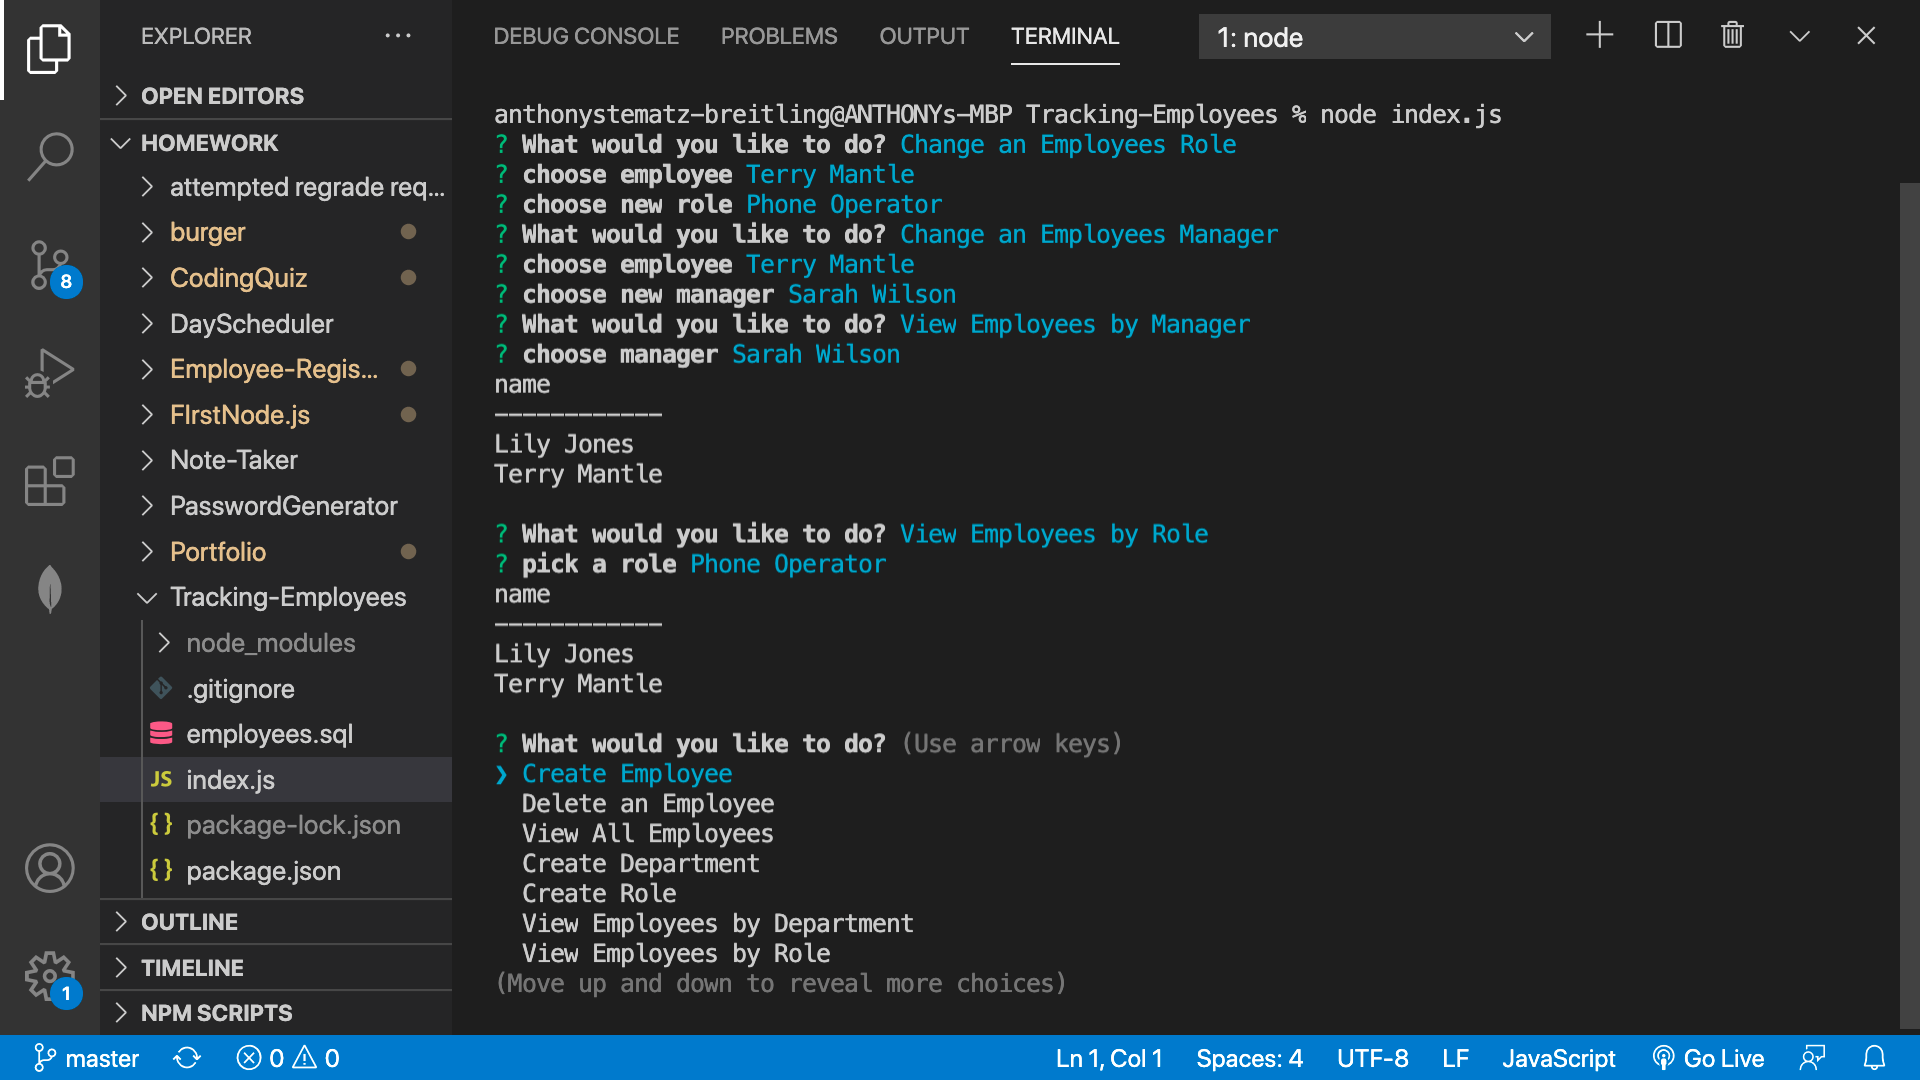 EXPLORER
OPEN EDITORS
HOMEWORK
attempted regrade req...
burger
CodingQuiz
DayScheduler
Employee-Regis...
FIrstNode.js
Note-Taker
PasswordGenerator
Portfolio
Tracking-Employees
node_modules
.gitignore
employees.sql
JS index.js
{} package-lock.json
{} package.json
OUTLINE
TIMELINE
NPM SCRIPTS
8
1
DEBUG CONSOLE PROBLEMS OUTPUT TERMINAL 1: node
anthonystematz-breitling@ANTHONYs-MBP Tracking-Employees % node index.js
? What would you like to do? Change an Employees Role
? choose employee Terry Mantle
? choose new role Phone Operator
? What would you like to do? Change an Employees Manager
? choose employee Terry Mantle
? choose new manager Sarah Wilson
? What would you like to do? View Employees by Manager
? choose manager Sarah Wilson
name
------------
Lily Jones
Terry Mantle
? What would you like to do? View Employees by Role
? pick a role Phone Operator
name
------------
Lily Jones
Terry Mantle
? What would you like to do? (Use arrow keys)
❯ Create Employee
Delete an Employee
View All Employees
Create Department
Create Role
View Employees by Department
View Employees by Role
(Move up and down to reveal more choices)
master 0 0 Ln 1, Col 1 Spaces: 4 UTF-8 LF JavaScript Go Live